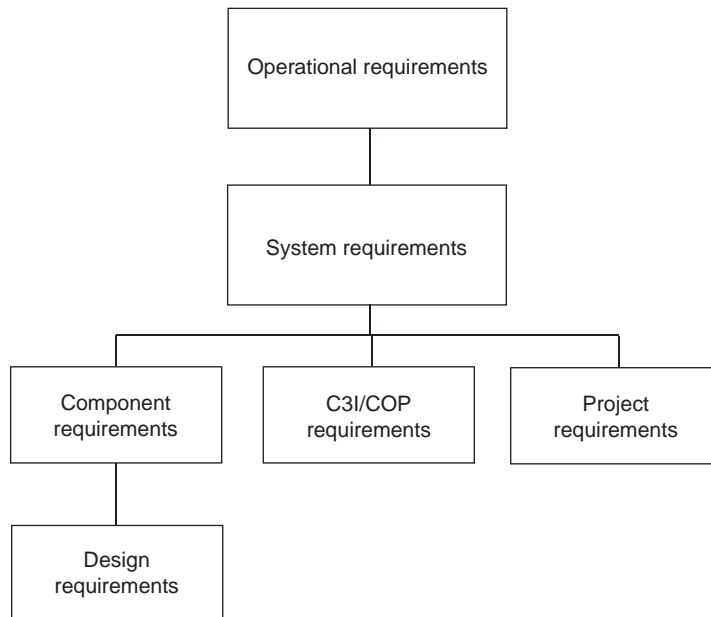 Operational requirements
System requirements
Component
requirements
C3I/COP
requirements
Project
requirements
Design
requirements